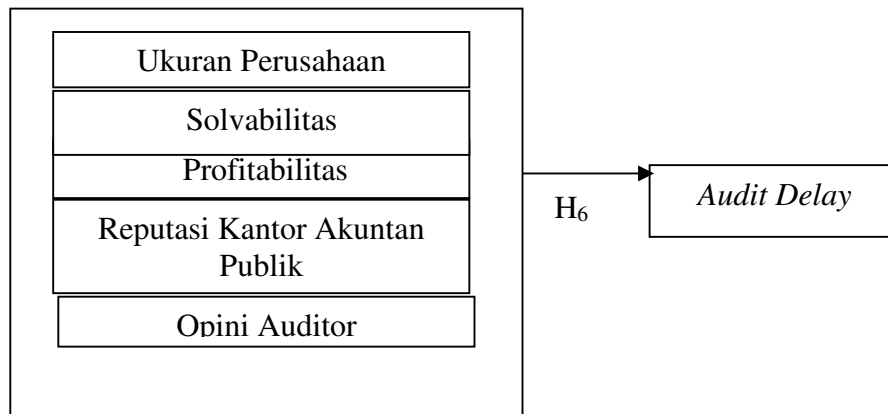 Ukuran Perusahaan
Solvabilitas
Profitabilitas
Reputasi Kantor Akuntan
Publik
Opini Auditor
H₆
Audit Delay